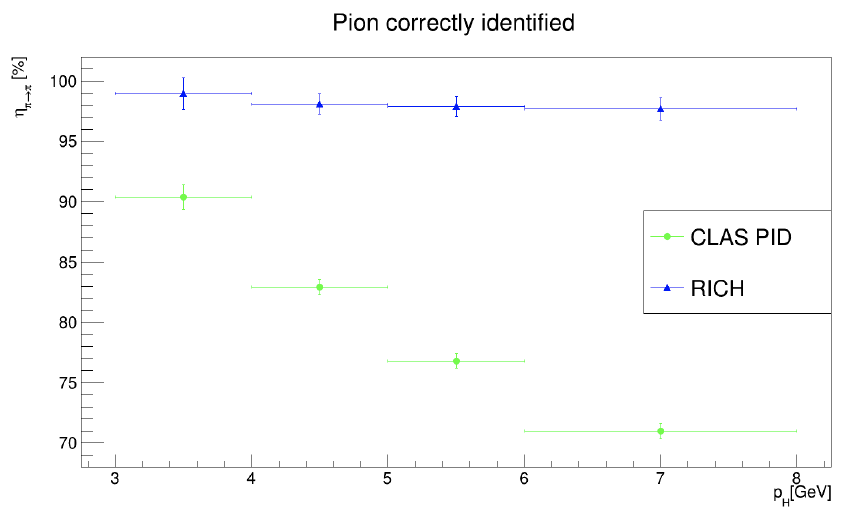 Pion correctly identified
η_{π→π} [%]
100
95
90
85
80
75
70
CLAS PID
RICH
3 4 5 6 7 8
p_H[GeV]